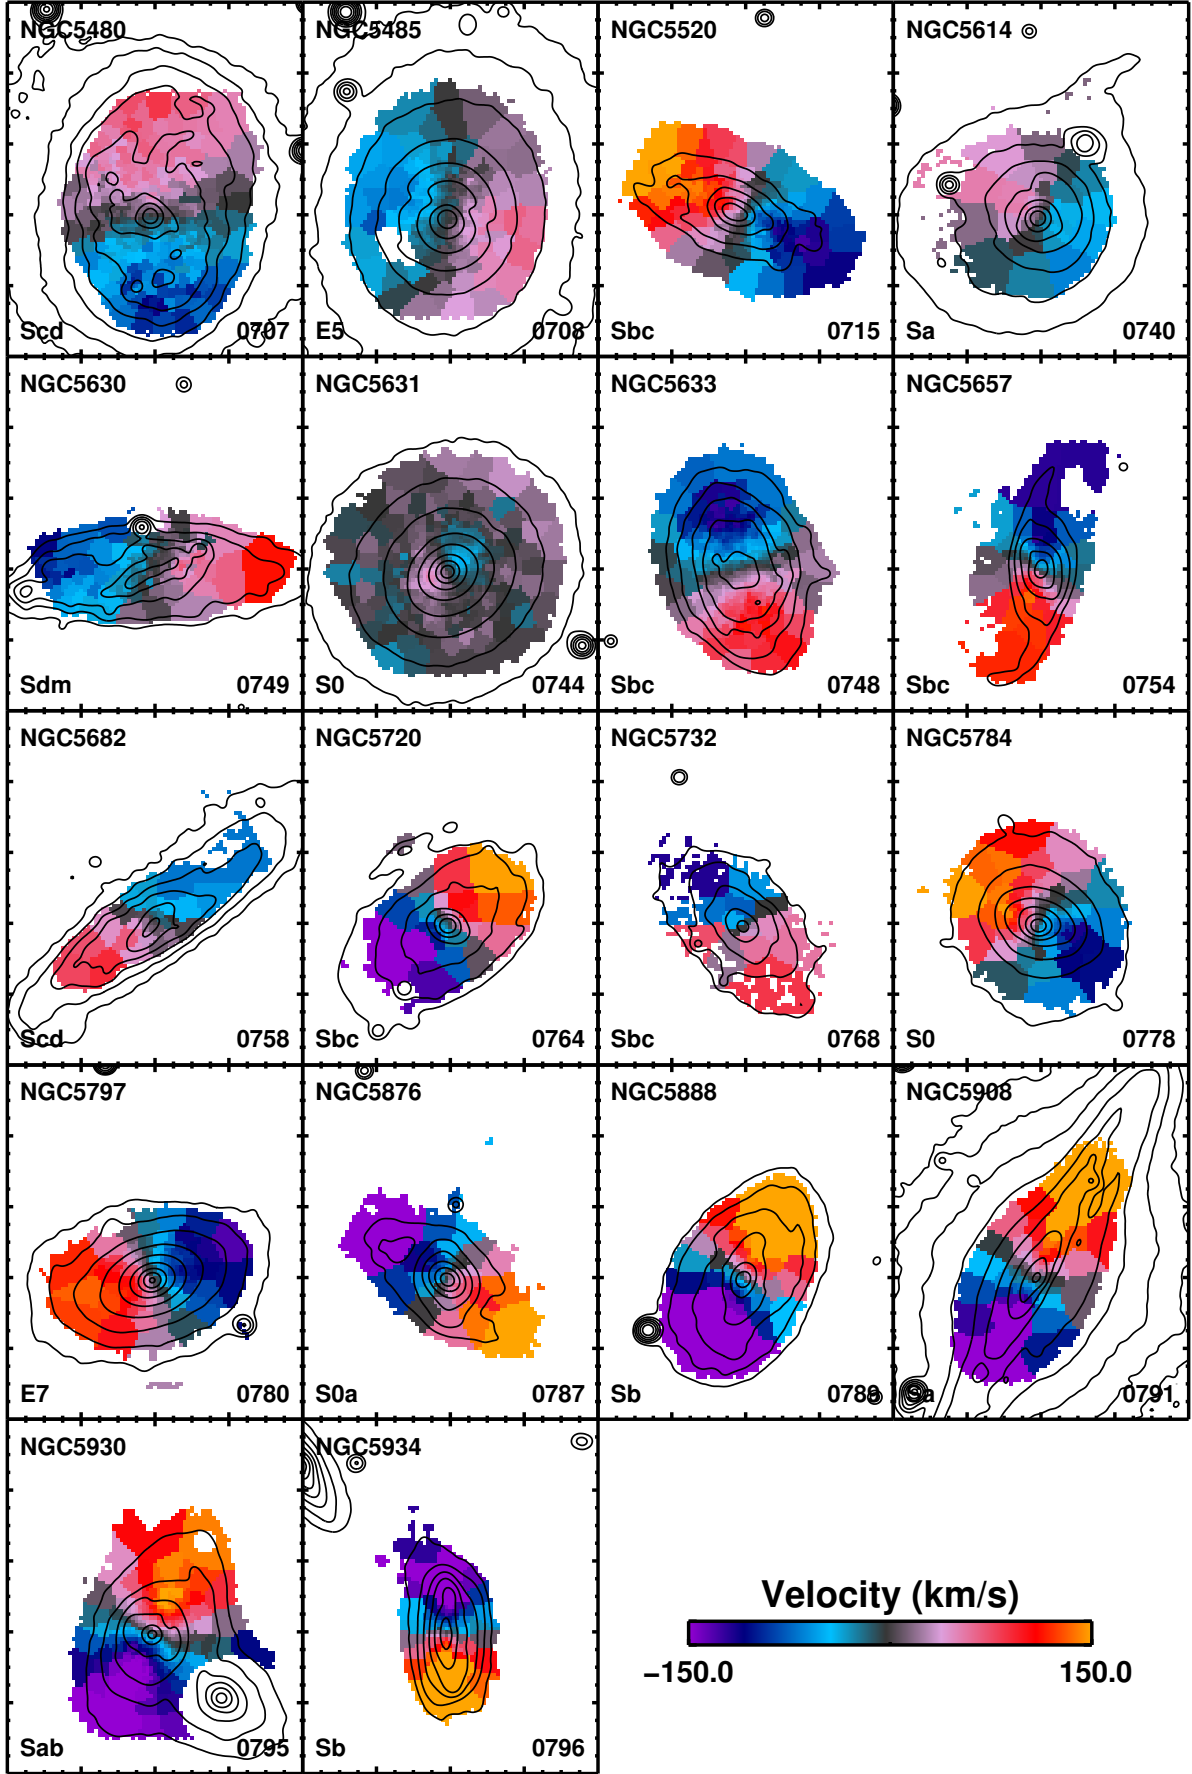 NGC5480 NGC5485 NGC5520 NGC5614
Scd 0707 E5 0708 Sbc 0715 Sa 0740
NGC5630 NGC5631 NGC5633 NGC5657
Sdm 0749 S0 0744 Sbc 0748 Sbc 0754
NGC5682 NGC5720 NGC5732 NGC5784
Scd 0758 Sbc 0764 Sbc 0768 S0 0778
NGC5797 NGC5876 NGC5888 NGC5908
E7 0780 S0a 0787 Sb 0789 Sa 0791
NGC5930 NGC5934
Velocity (km/s)
−150.0 150.0
Sab 0795 Sb 0796